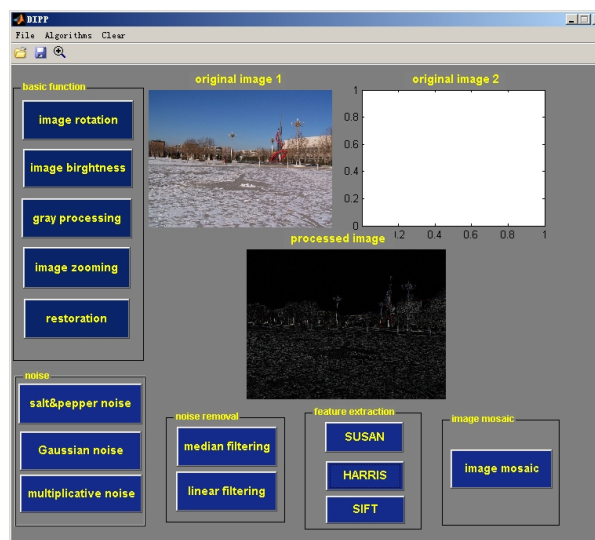 DIPP
File Algorithms Clear
original image 1
original image 2
basic function
image rotation
image birghtness
gray processing
image zooming
restoration
1
0.8
0.6
0.4
0.2
0
0.4 0.6 0.8 1
processed image
noise
salt&pepper noise
Gaussian noise
multiplicative noise
noise removal
median filtering
linear filtering
feature extraction
SUSAN
HARRIS
SIFT
image mosaic
image mosaic